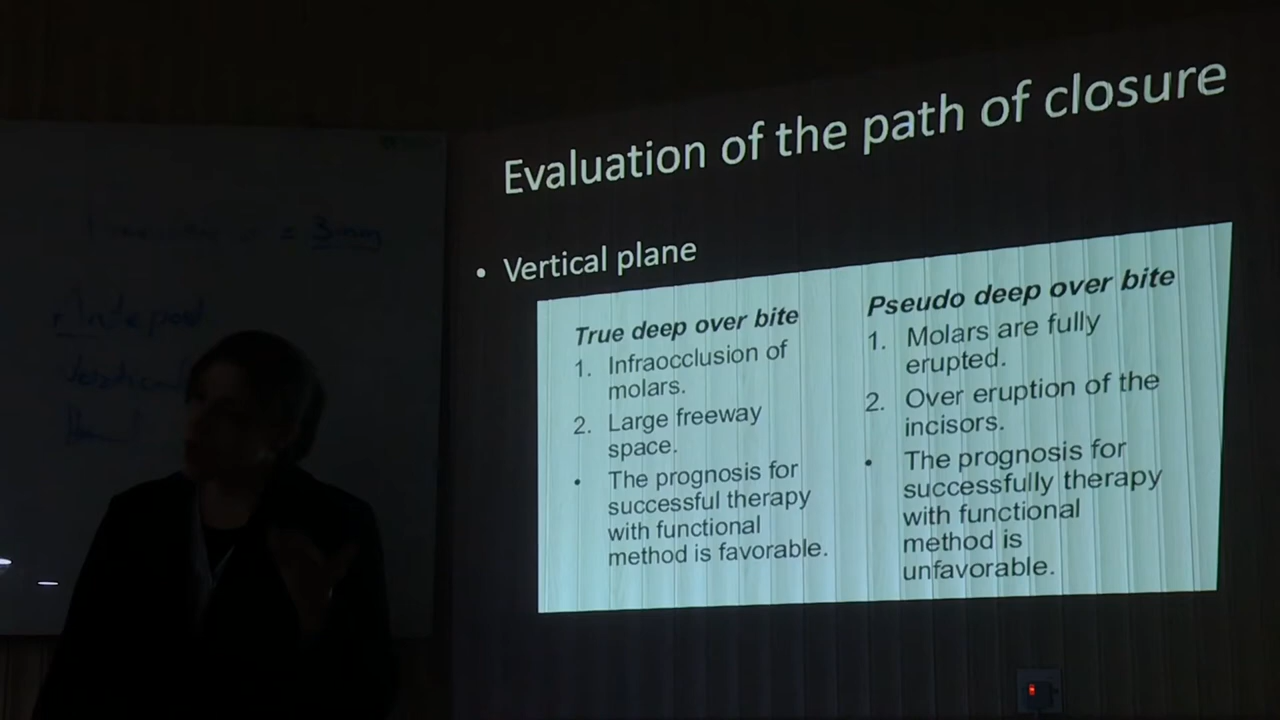 Evaluation of the path of closure
• Vertical plane
True deep over bite
1. Infraocclusion of
molars.
2. Large freeway
space.
• The prognosis for
successful therapy
with functional
method is favorable.
Pseudo deep over bite
1. Molars are fully
erupted.
2. Over eruption of the
incisors.
• The prognosis for
successfully therapy
with functional
method is
unfavorable.
= 3mm